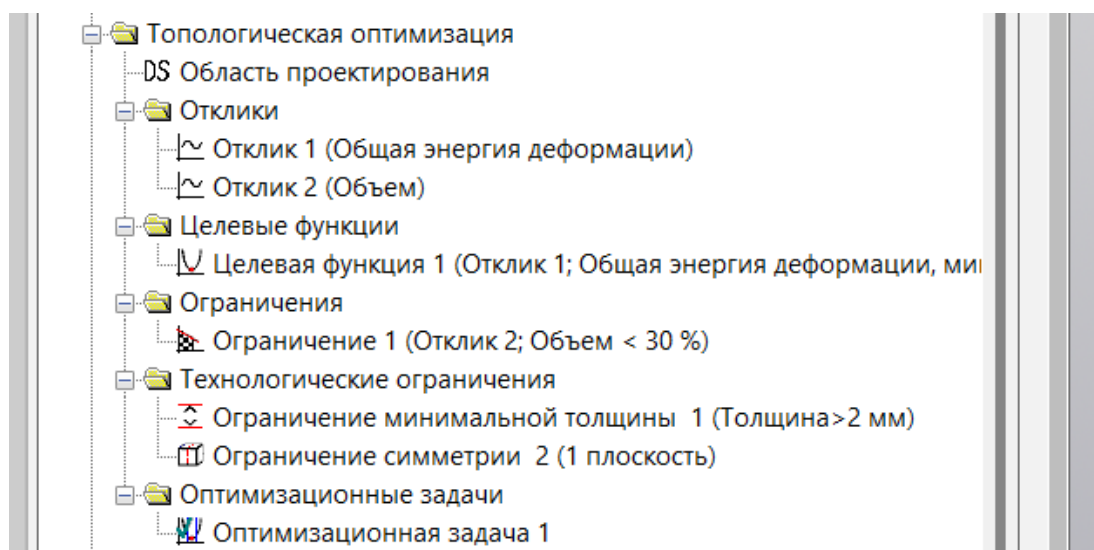 Топологическая оптимизация
DS Область проектирования
Отклики
Отклик 1 (Общая энергия деформации)
Отклик 2 (Объем)
Целевые функции
Целевая функция 1 (Отклик 1; Общая энергия деформации, ми
Ограничения
Ограничение 1 (Отклик 2; Объем < 30 %)
Технологические ограничения
Ограничение минимальной толщины 1 (Толщина>2 мм)
Ограничение симметрии 2 (1 плоскость)
Оптимизационные задачи
Оптимизационная задача 1